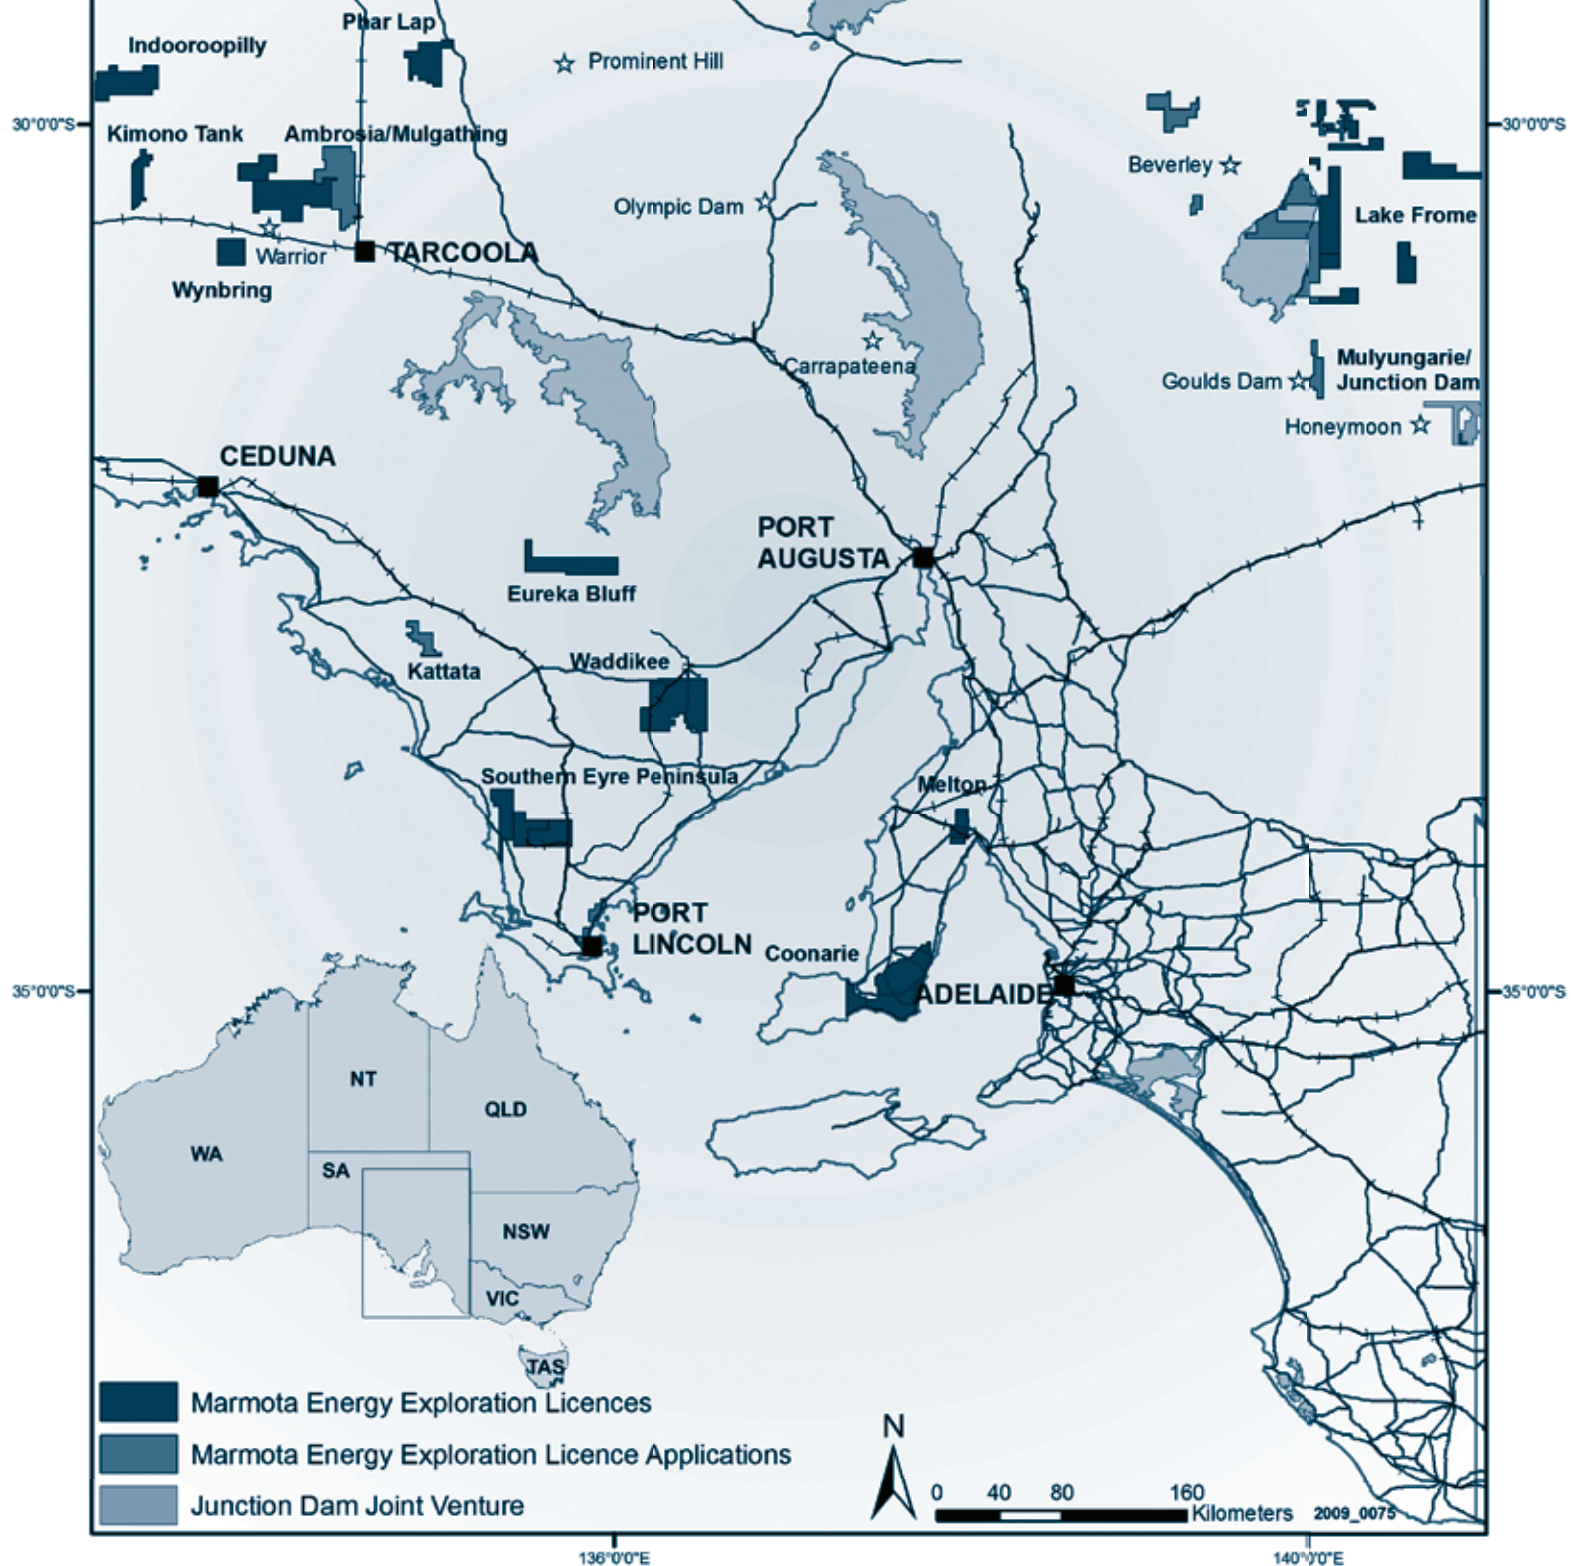 Phar Lap
Indooroopilly
Prominent Hill
30°0'0"S
30°0'0"S
Kimono Tank
Ambrosia/Mulgathing
Beverley
Olympic Dam
Lake Frome
TARCOOLA
Warrior
Wynbring
Carrapateena
Mulyungarie/
Junction Dam
Goulds Dam
Honeymoon
CEDUNA
PORT
AUGUSTA
Eureka Bluff
Waddikee
Kattata
Southern Eyre Peninsula
Melton
PORT
LINCOLN
Coonarie
35°0'0"S
ADELAIDE
35°0'0"S
NT
QLD
WA
SA
NSW
VIC
TAS
Marmota Energy Exploration Licences
Marmota Energy Exploration Licence Applications
Junction Dam Joint Venture
N
0 40 80 160
Kilometers
2009_0075
136°0'0"E
140°0'0"E